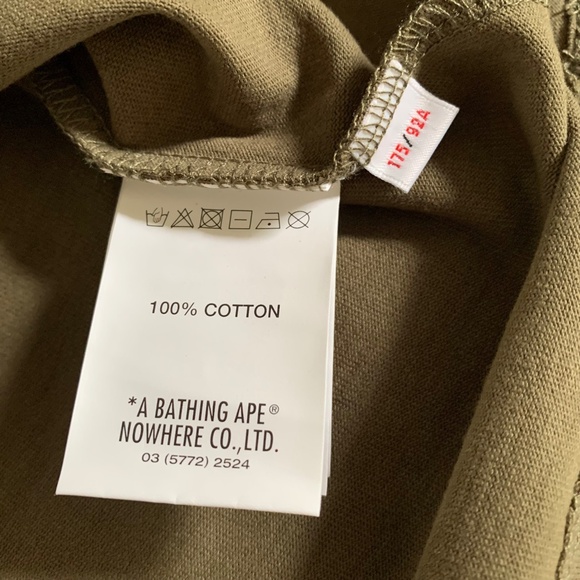 175/92A
100% COTTON
*A BATHING APE®
NOWHERE CO.,LTD.
03 (5772) 2524